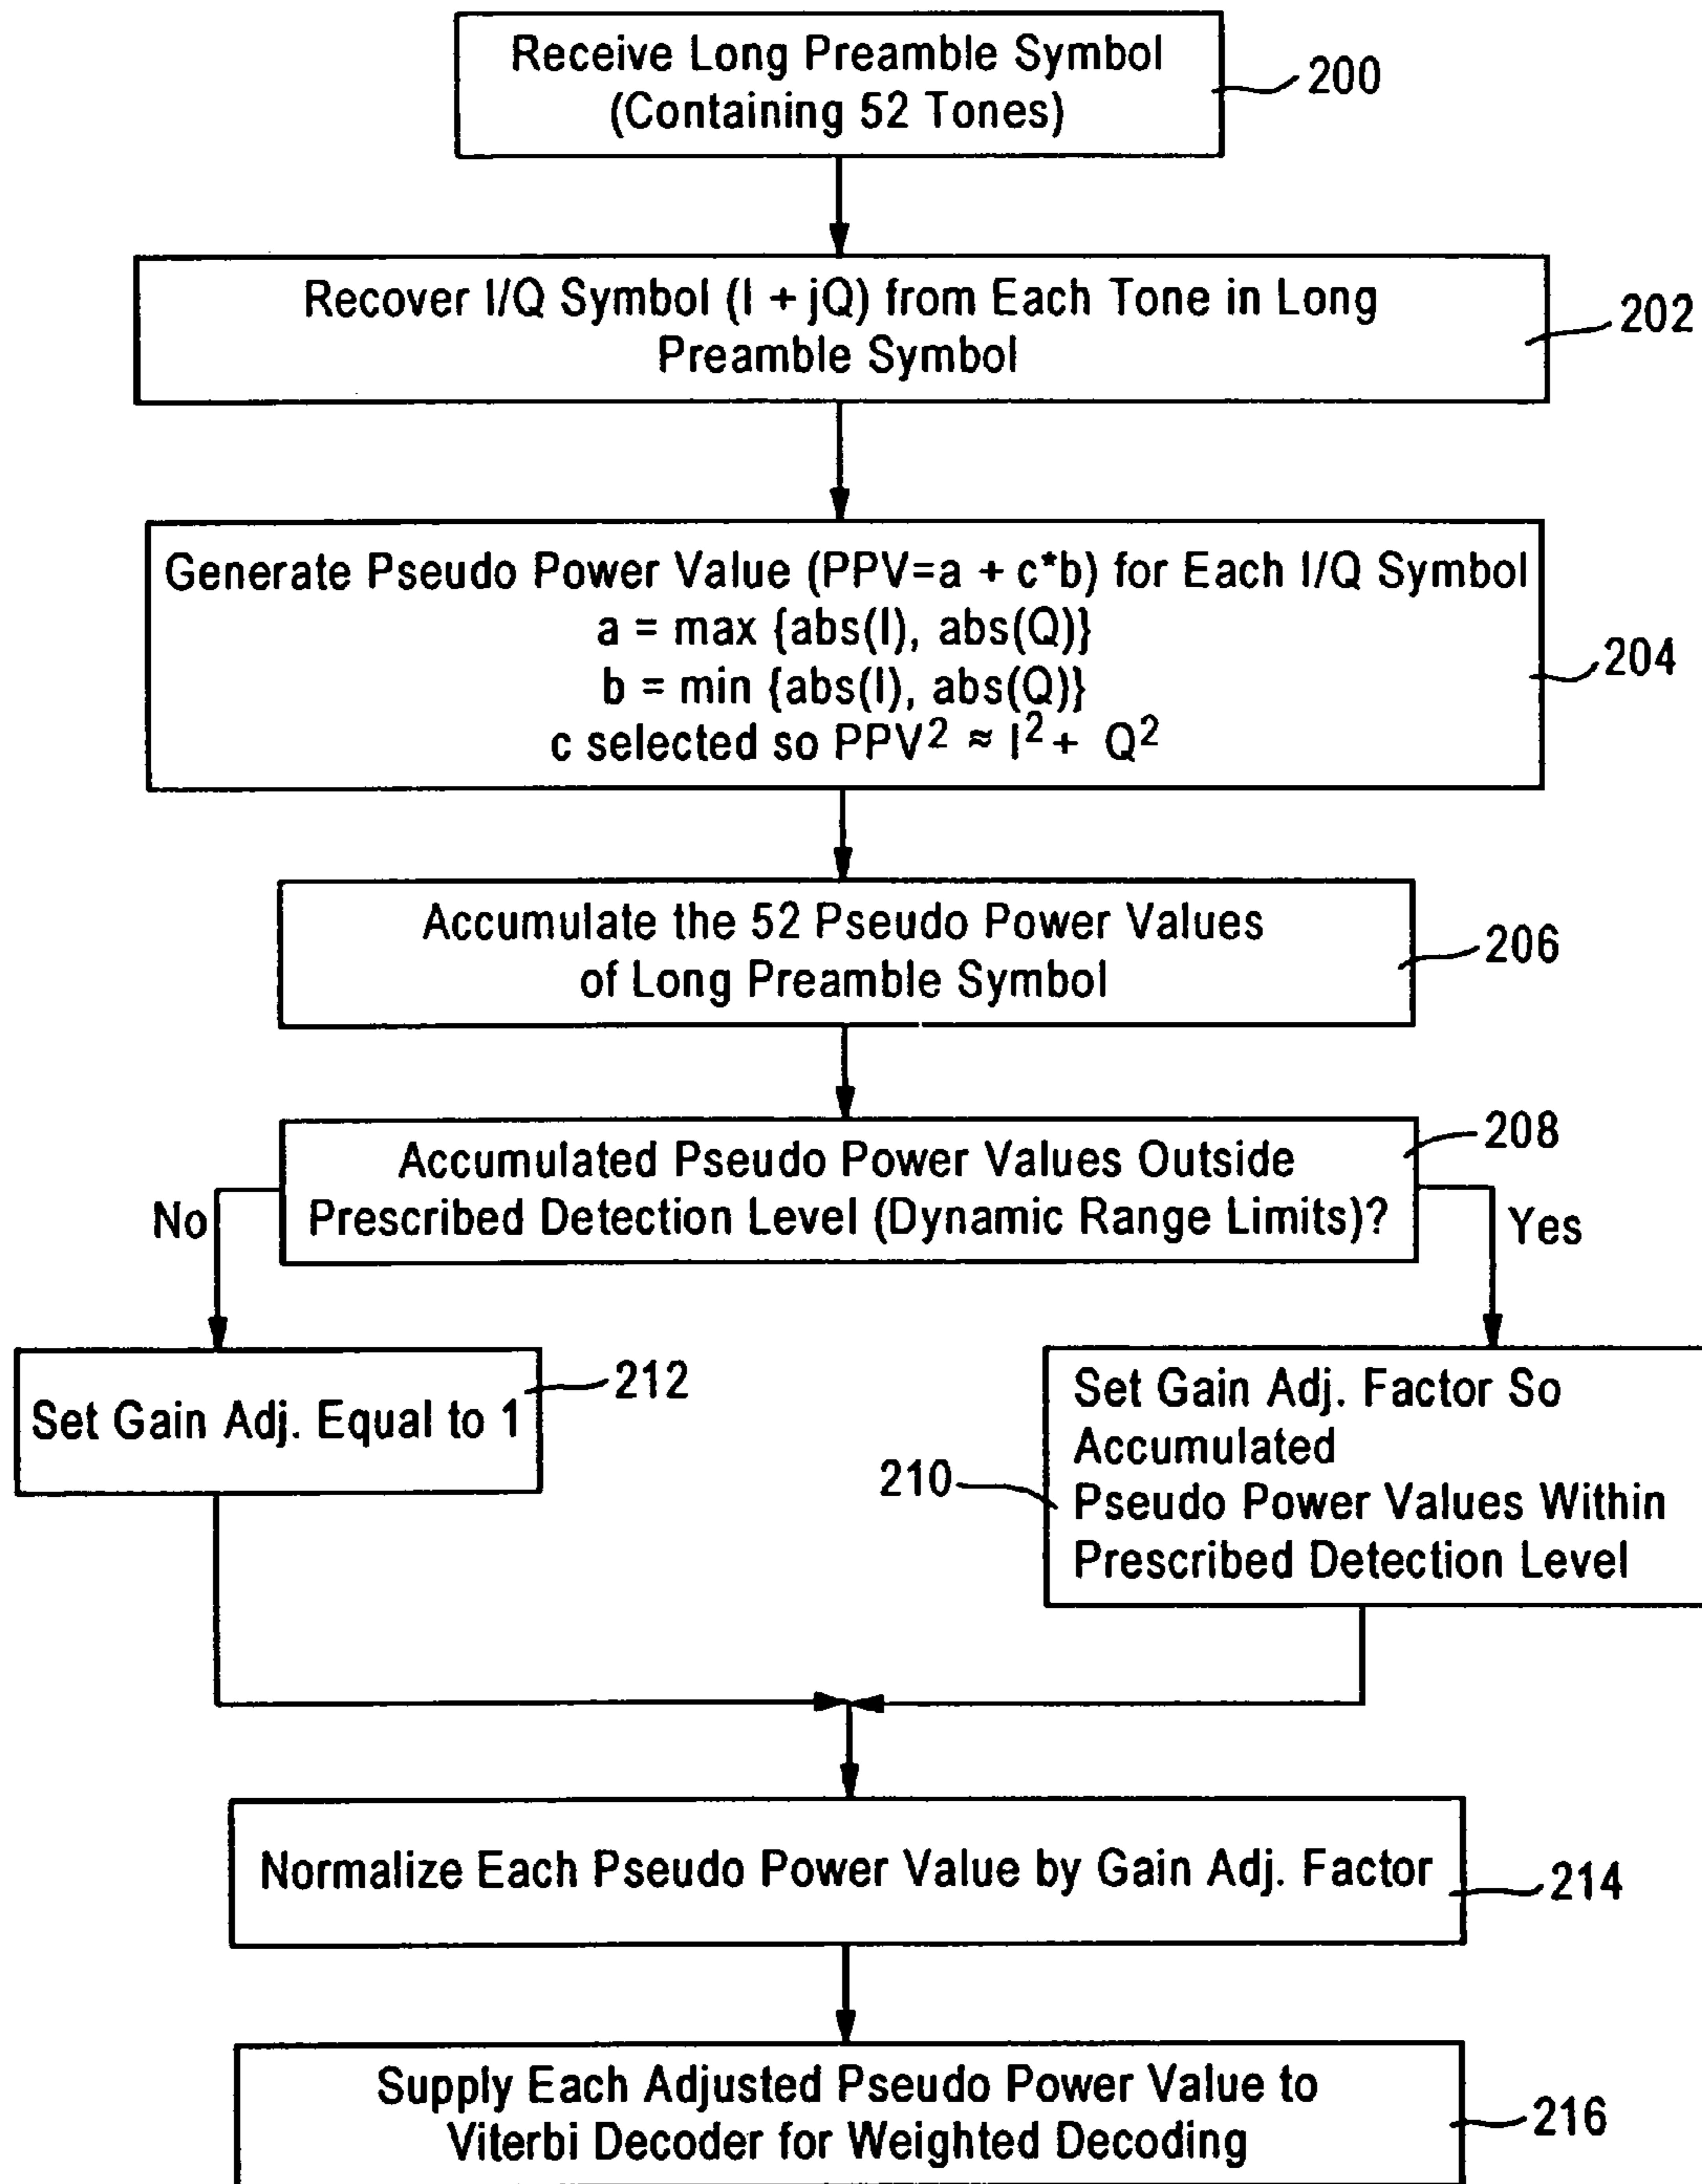 Receive Long Preamble Symbol
(Containing 52 Tones)
200
Recover I/Q Symbol (I + jQ) from Each Tone in Long
Preamble Symbol
202
Generate Pseudo Power Value (PPV=a + c*b) for Each I/Q Symbol
a = max {abs(I), abs(Q)}
b = min {abs(I), abs(Q)}
c selected so PPV² ≈ I² + Q²
204
Accumulate the 52 Pseudo Power Values
of Long Preamble Symbol
206
208
Accumulated Pseudo Power Values Outside
Prescribed Detection Level (Dynamic Range Limits)?
No
Yes
Set Gain Adj. Equal to 1
212
Set Gain Adj. Factor So
Accumulated
Pseudo Power Values Within
Prescribed Detection Level
210
Normalize Each Pseudo Power Value by Gain Adj. Factor
214
Supply Each Adjusted Pseudo Power Value to
Viterbi Decoder for Weighted Decoding
216